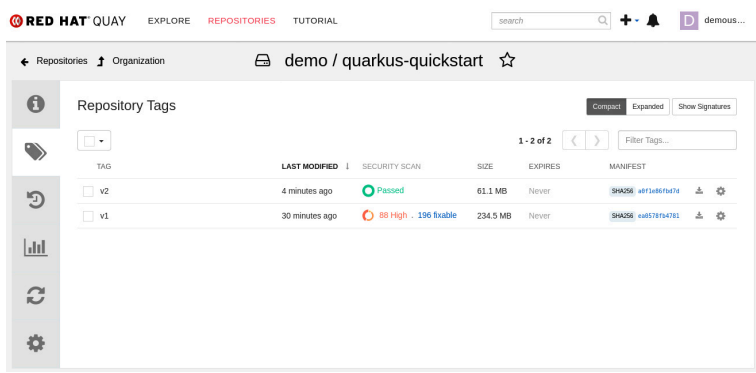 RED HAT QUAY EXPLORE REPOSITORIES TUTORIAL search D demous...
Repositories Organization demo / quarkus-quickstart
Repository Tags Compact Expanded Show Signatures
1 - 2 of 2 Filter Tags...
TAG LAST MODIFIED ↓ SECURITY SCAN SIZE EXPIRES MANIFEST
v2 4 minutes ago Passed 61.1 MB Never SHA256 a0f1e86fbd7d
v1 30 minutes ago 88 High . 196 fixable 234.5 MB Never SHA256 ea0578fb4781